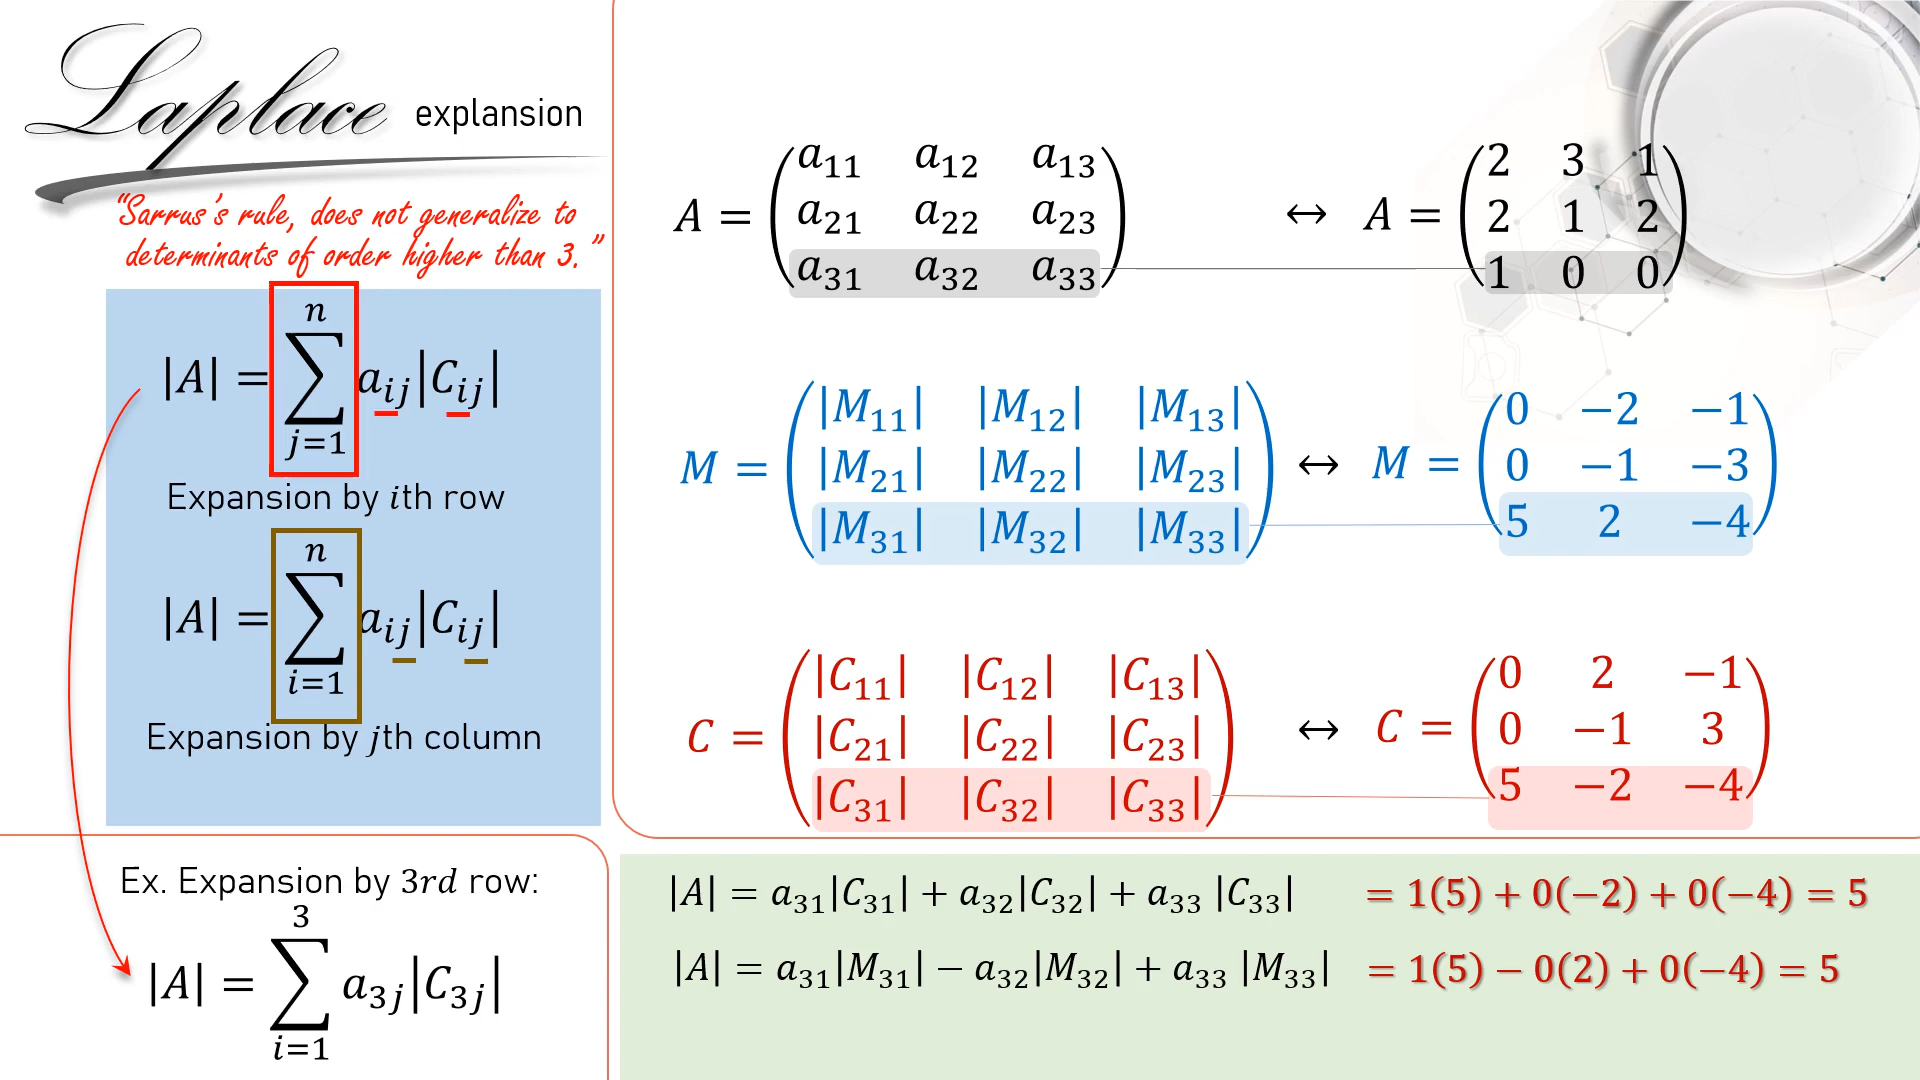 Laplace explansion
“Sarrus’s rule, does not generalize to
determinants of order higher than 3.”
|A| = ∑_{j=1}^{n} a_{ij}|C_{ij}|
Expansion by ith row
|A| = ∑_{i=1}^{n} a_{ij}|C_{ij}|
Expansion by jth column
Ex. Expansion by 3rd row:
|A| = ∑_{i=1}^{3} a_{3j}|C_{3j}|
A = ( a₁₁ a₁₂ a₁₃ ↔ A = ( 2 3 1
a₂₁ a₂₂ a₂₃ 2 1 2
a₃₁ a₃₂ a₃₃ ) 1 0 0 )
M = ( |M₁₁| |M₁₂| |M₁₃| ↔ M = ( 0 −2 −1
|M₂₁| |M₂₂| |M₂₃| 0 −1 −3
|M₃₁| |M₃₂| |M₃₃| ) 5 2 −4 )
C = ( |C₁₁| |C₁₂| |C₁₃| ↔ C = ( 0 2 −1
|C₂₁| |C₂₂| |C₂₃| 0 −1 3
|C₃₁| |C₃₂| |C₃₃| ) 5 −2 −4 )
|A| = a₃₁|C₃₁| + a₃₂|C₃₂| + a₃₃ |C₃₃| = 1(5) + 0(−2) + 0(−4) = 5
|A| = a₃₁|M₃₁| − a₃₂|M₃₂| + a₃₃ |M₃₃| = 1(5) − 0(2) + 0(−4) = 5